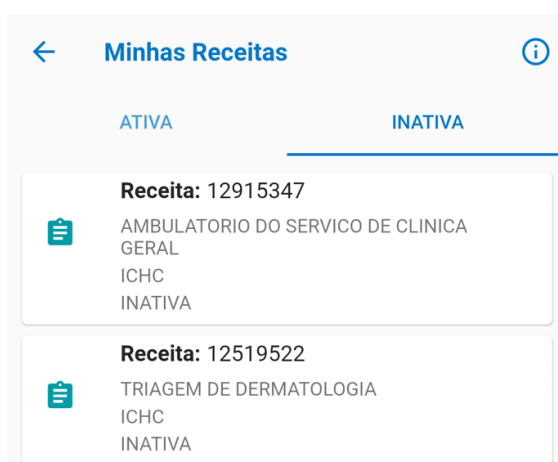 Minhas Receitas
ATIVA
INATIVA
Receita: 12915347
AMBULATORIO DO SERVICO DE CLINICA
GERAL
ICHC
INATIVA
Receita: 12519522
TRIAGEM DE DERMATOLOGIA
ICHC
INATIVA